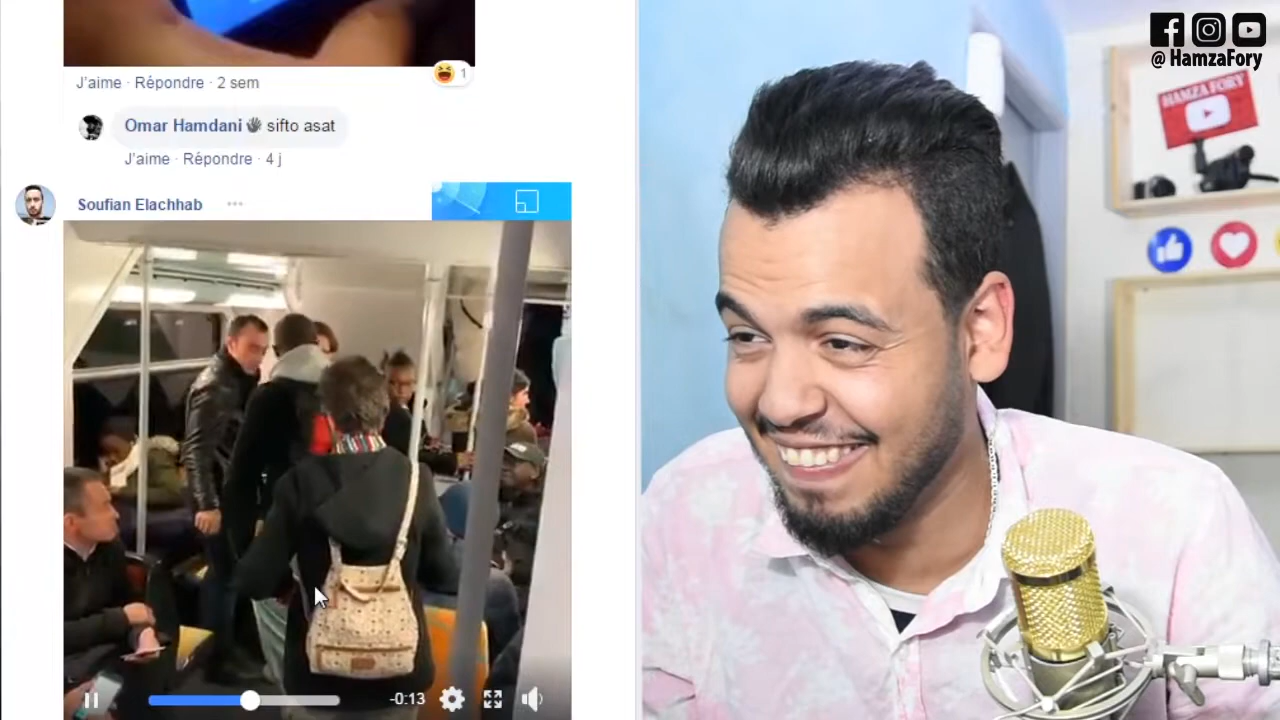 J'aime · Répondre · 2 sem
1
Omar Hamdani sifto asat
J'aime · Répondre · 4 j
Soufian Elachhab ...
-0:13
@HamzaFory
HAMZA FORY